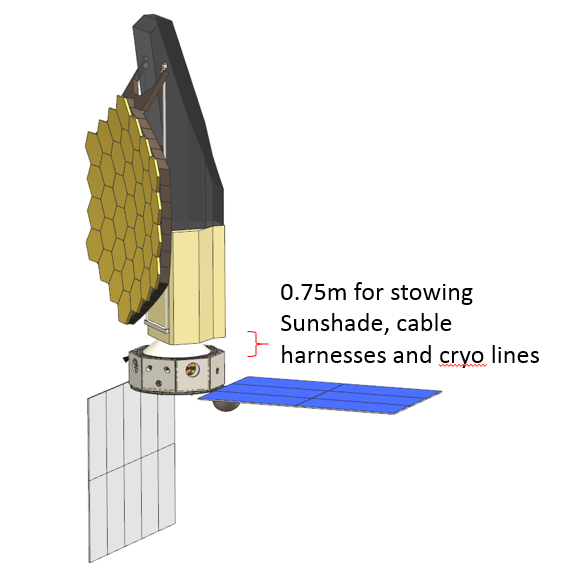 0.75m for stowing
Sunshade, cable
harnesses and cryo lines